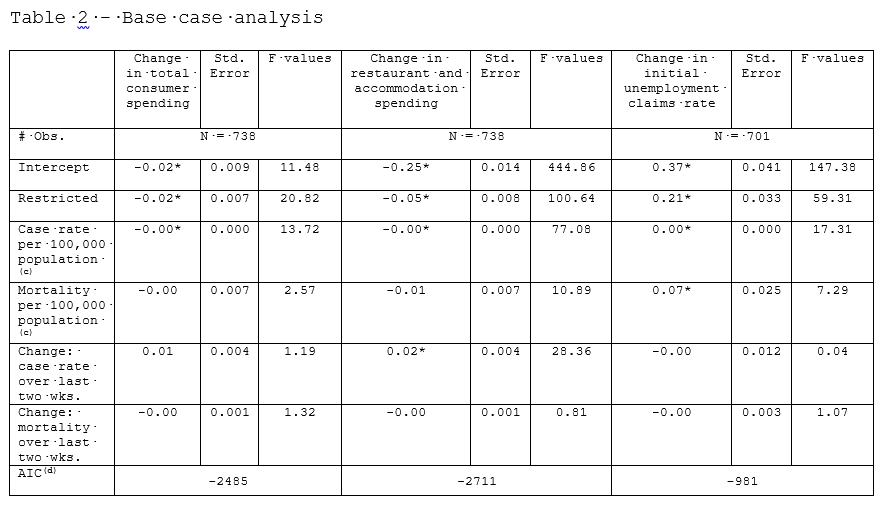 Table 2 – Base case analysis
Change in total consumer spending | Std. Error | F values | Change in restaurant and accommodation spending | Std. Error | F values | Change in initial unemployment claims rate | Std. Error | F values
# Obs. | N = 738 | N = 738 | N = 701
Intercept | -0.02* | 0.009 | 11.48 | -0.25* | 0.014 | 444.86 | 0.37* | 0.041 | 147.38
Restricted | -0.02* | 0.007 | 20.82 | -0.05* | 0.008 | 100.64 | 0.21* | 0.033 | 59.31
Case rate per 100,000 population (c) | -0.00* | 0.000 | 13.72 | -0.00* | 0.000 | 77.08 | 0.00* | 0.000 | 17.31
Mortality per 100,000 population (c) | -0.00 | 0.007 | 2.57 | -0.01 | 0.007 | 10.89 | 0.07* | 0.025 | 7.29
Change: case rate over last two wks. | 0.01 | 0.004 | 1.19 | 0.02* | 0.004 | 28.36 | -0.00 | 0.012 | 0.04
Change: mortality over last two wks. | -0.00 | 0.001 | 1.32 | -0.00 | 0.001 | 0.81 | -0.00 | 0.003 | 1.07
AIC(d) | -2485 | -2711 | -981